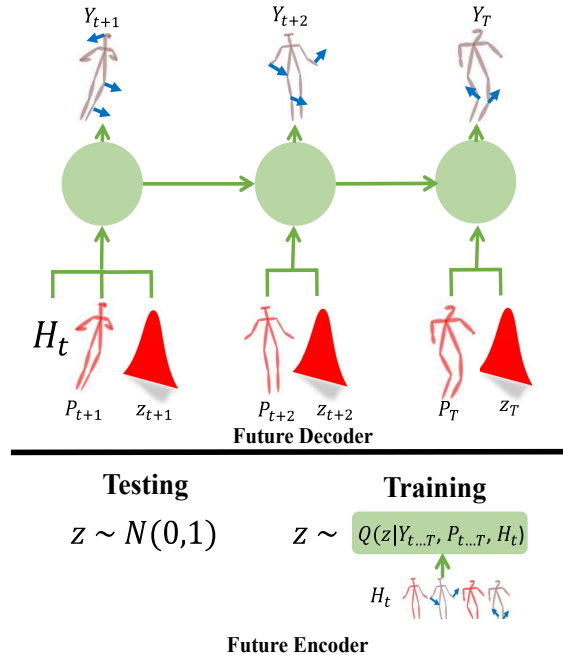 Y_{t+1} Y_{t+2} Y_T
H_t
P_{t+1} z_{t+1} P_{t+2} z_{t+2} P_T z_T
Future Decoder
Testing Training
z ~ N(0,1) z ~ Q(z|Y_{t...T}, P_{t...T}, H_t)
H_t
Future Encoder